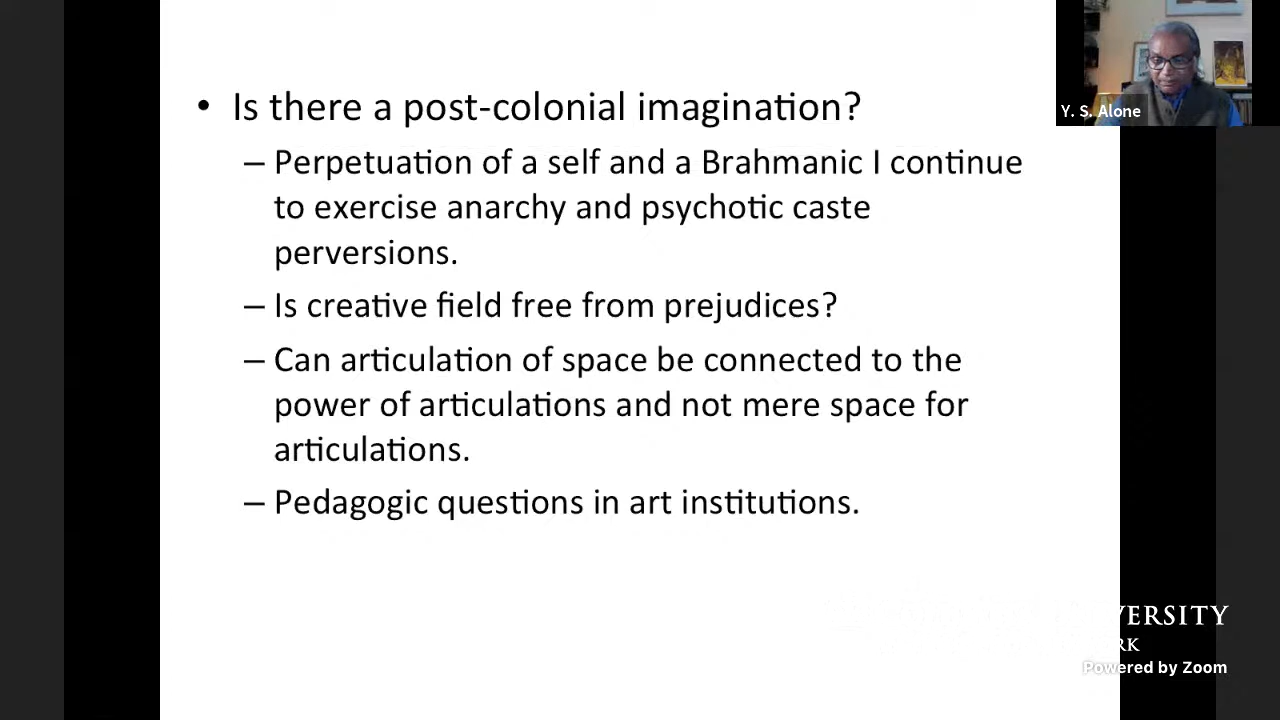 • Is there a post-colonial imagination?
– Perpetuation of a self and a Brahmanic I continue
to exercise anarchy and psychotic caste
perversions.
– Is creative field free from prejudices?
– Can articulation of space be connected to the
power of articulations and not mere space for
articulations.
– Pedagogic questions in art institutions.
Y. S. Alone
VERSITY
RK
Powered by Zoom